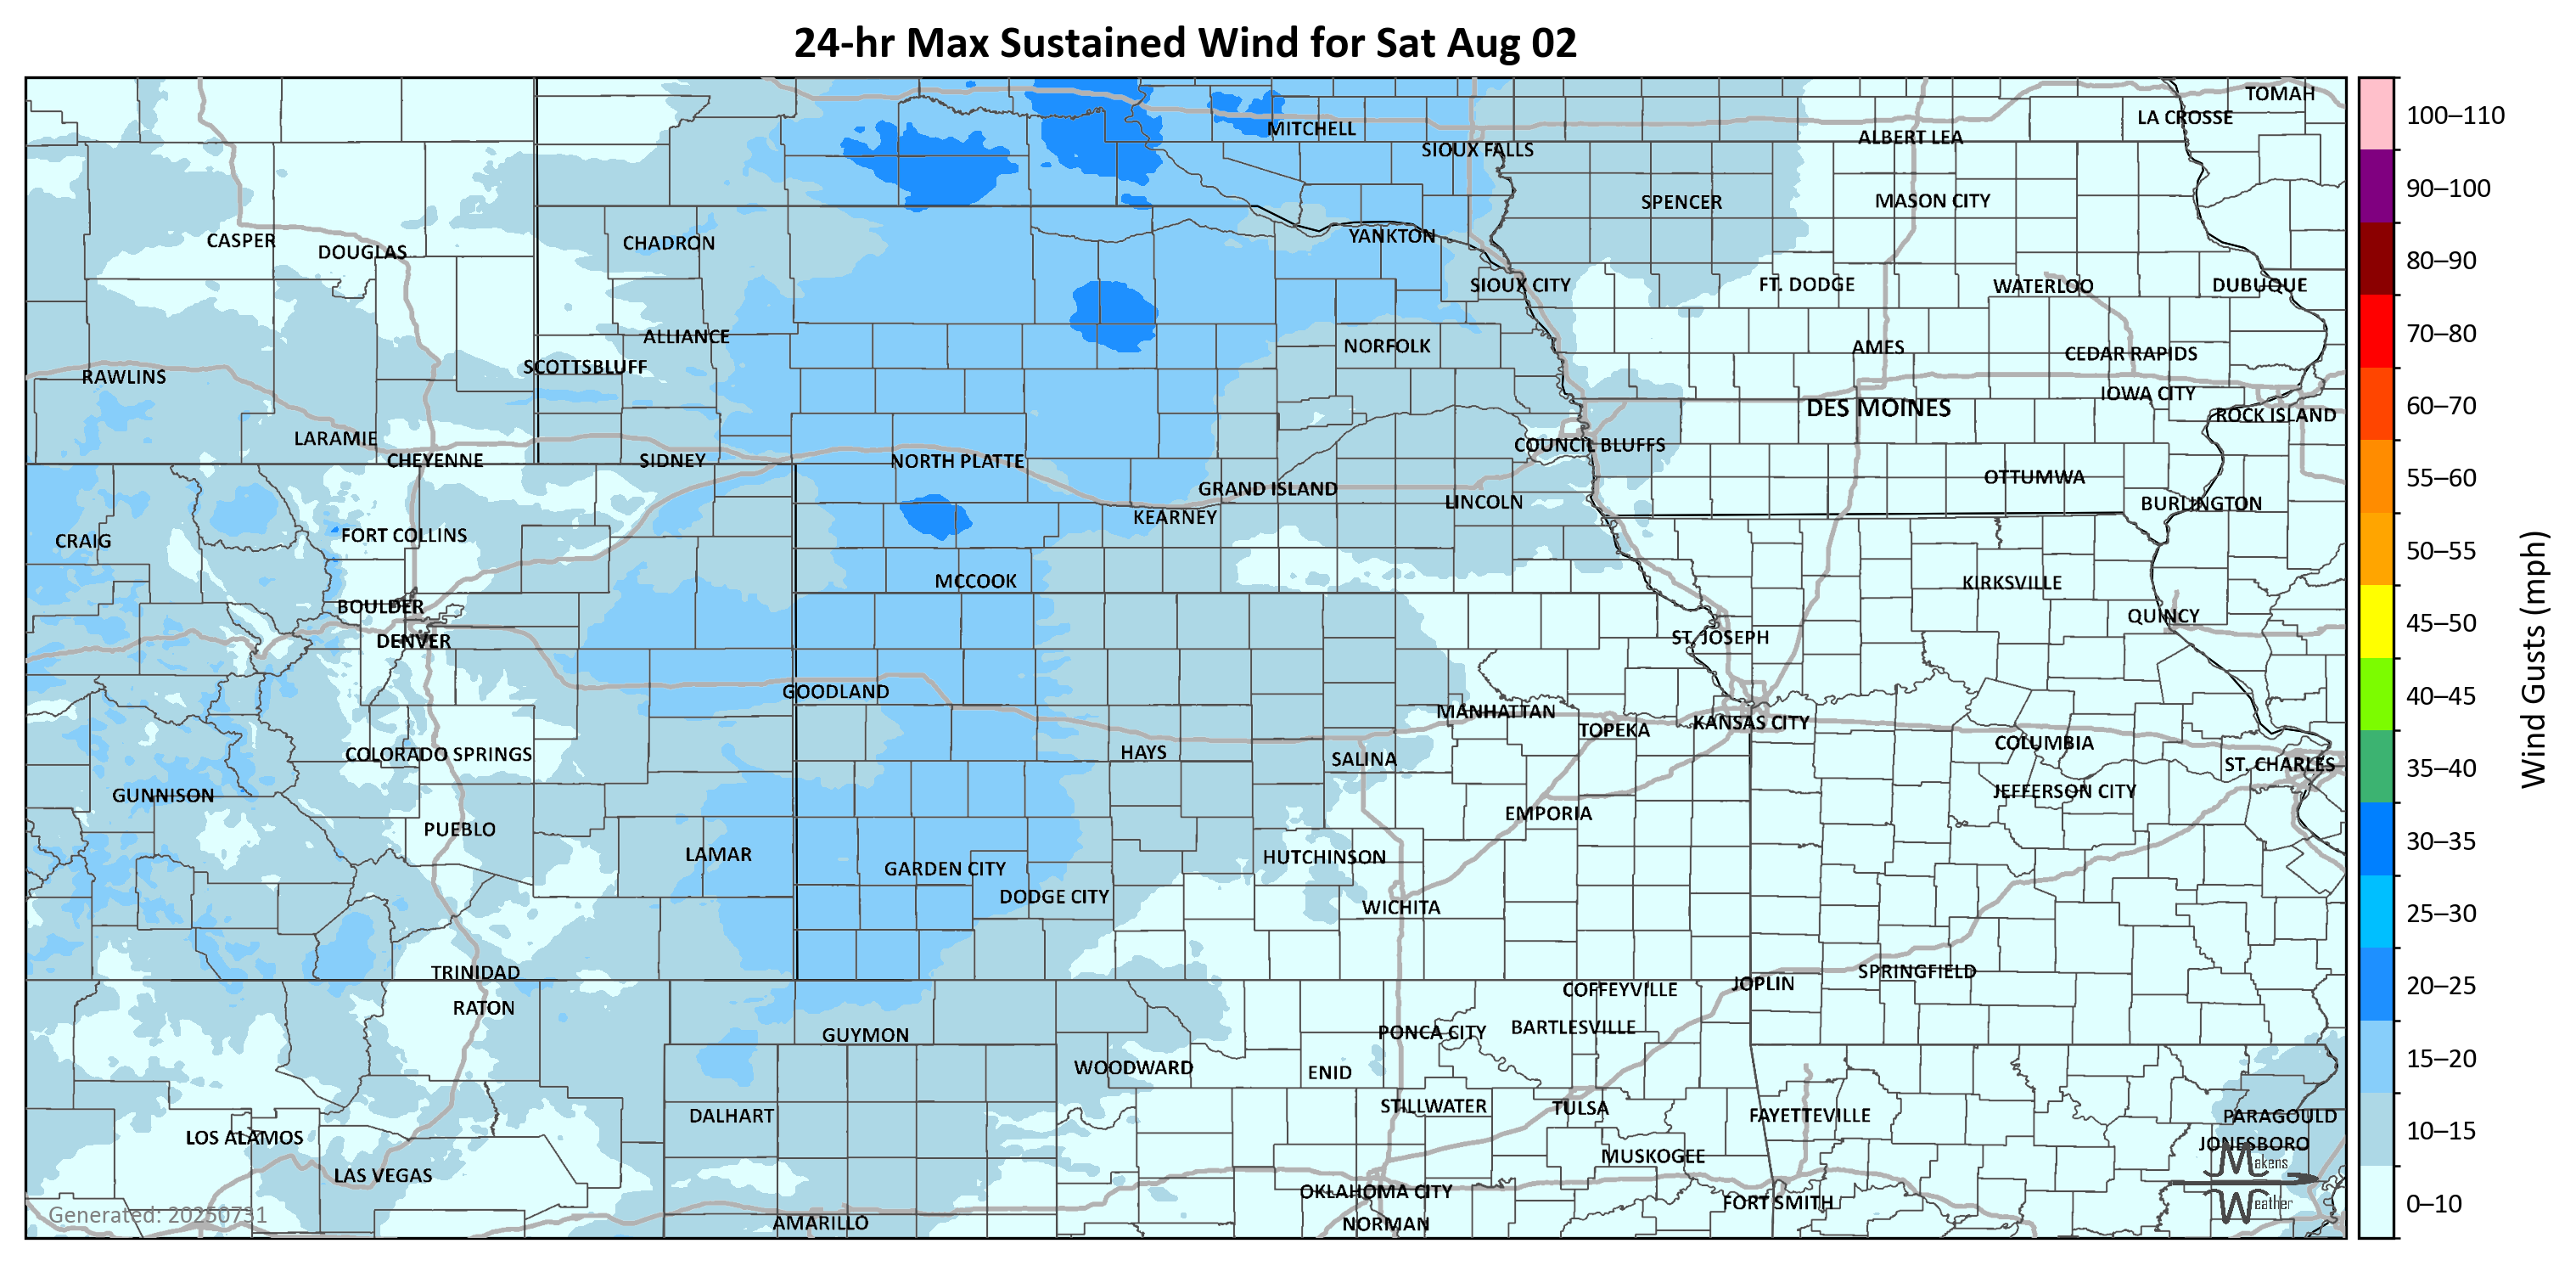 24-hr Max Sustained Wind for Sat Aug 02
TOMAH
LA CROSSE
MITCHELL
ALBERT LEA
SIOUX FALLS
SPENCER
MASON CITY
CASPER
DOUGLAS
CHADRON
YANKTON
SIOUX CITY
FT. DODGE
WATERLOO
DUBUQUE
ALLIANCE
NORFOLK
AMES
CEDAR RAPIDS
SCOTTSBLUFF
RAWLINS
IOWA CITY
DES MOINES
ROCK ISLAND
LARAMIE
COUNCIL BLUFFS
CHEYENNE
SIDNEY
NORTH PLATTE
OTTUMWA
GRAND ISLAND
LINCOLN
BURLINGTON
KEARNEY
CRAIG
FORT COLLINS
MCCOOK
KIRKSVILLE
BOULDER
QUINCY
DENVER
ST. JOSEPH
GOODLAND
MANHATTAN
TOPEKA
KANSAS CITY
COLUMBIA
COLORADO SPRINGS
HAYS
SALINA
ST. CHARLES
GUNNISON
JEFFERSON CITY
EMPORIA
PUEBLO
LAMAR
HUTCHINSON
GARDEN CITY
DODGE CITY
WICHITA
TRINIDAD
SPRINGFIELD
JOPLIN
COFFEYVILLE
RATON
GUYMON
PONCA CITY
BARTLESVILLE
WOODWARD
ENID
STILLWATER
TULSA
DALHART
FAYETTEVILLE
PARAGOULD
LOS ALAMOS
JONESBORO
MUSKOGEE
LAS VEGAS
OKLAHOMA CITY
FORT SMITH
AMARILLO
NORMAN
Generated: 20250731
Makens
Weather
100–110
90–100
80–90
70–80
60–70
55–60
50–55
45–50
40–45
35–40
30–35
25–30
20–25
15–20
10–15
0–10
Wind Gusts (mph)